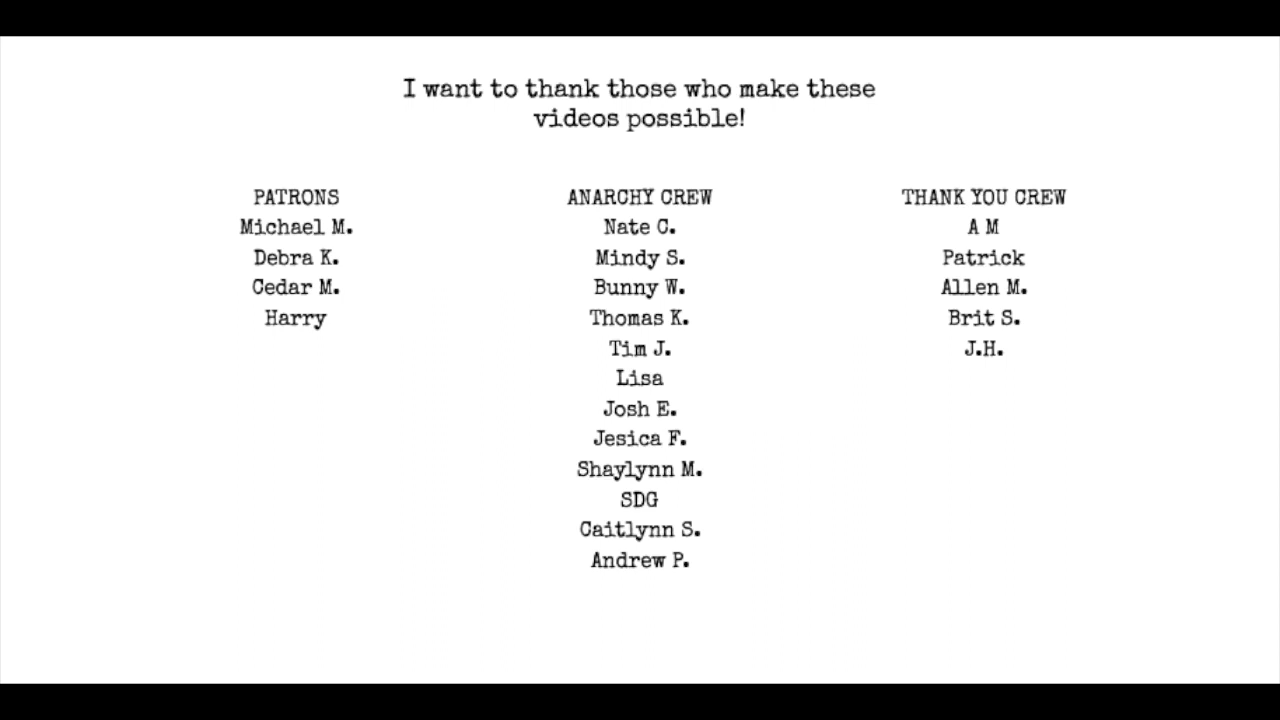 I want to thank those who make these
videos possible!
PATRONS
Michael M.
Debra K.
Cedar M.
Harry
ANARCHY CREW
Nate C.
Mindy S.
Bunny W.
Thomas K.
Tim J.
Lisa
Josh E.
Jesica F.
Shaylynn M.
SDG
Caitlynn S.
Andrew P.
THANK YOU CREW
A M
Patrick
Allen M.
Brit S.
J.H.